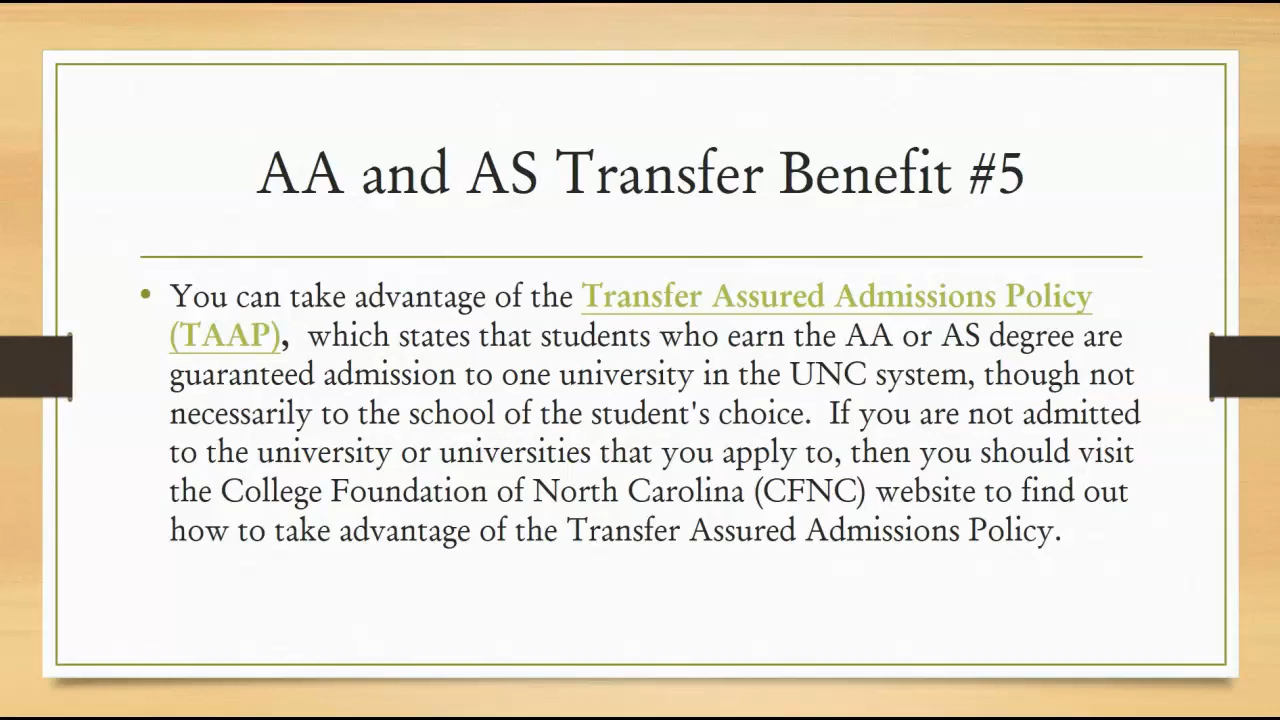 AA and AS Transfer Benefit #5
• You can take advantage of the Transfer Assured Admissions Policy
(TAAP), which states that students who earn the AA or AS degree are
guaranteed admission to one university in the UNC system, though not
necessarily to the school of the student's choice. If you are not admitted
to the university or universities that you apply to, then you should visit
the College Foundation of North Carolina (CFNC) website to find out
how to take advantage of the Transfer Assured Admissions Policy.